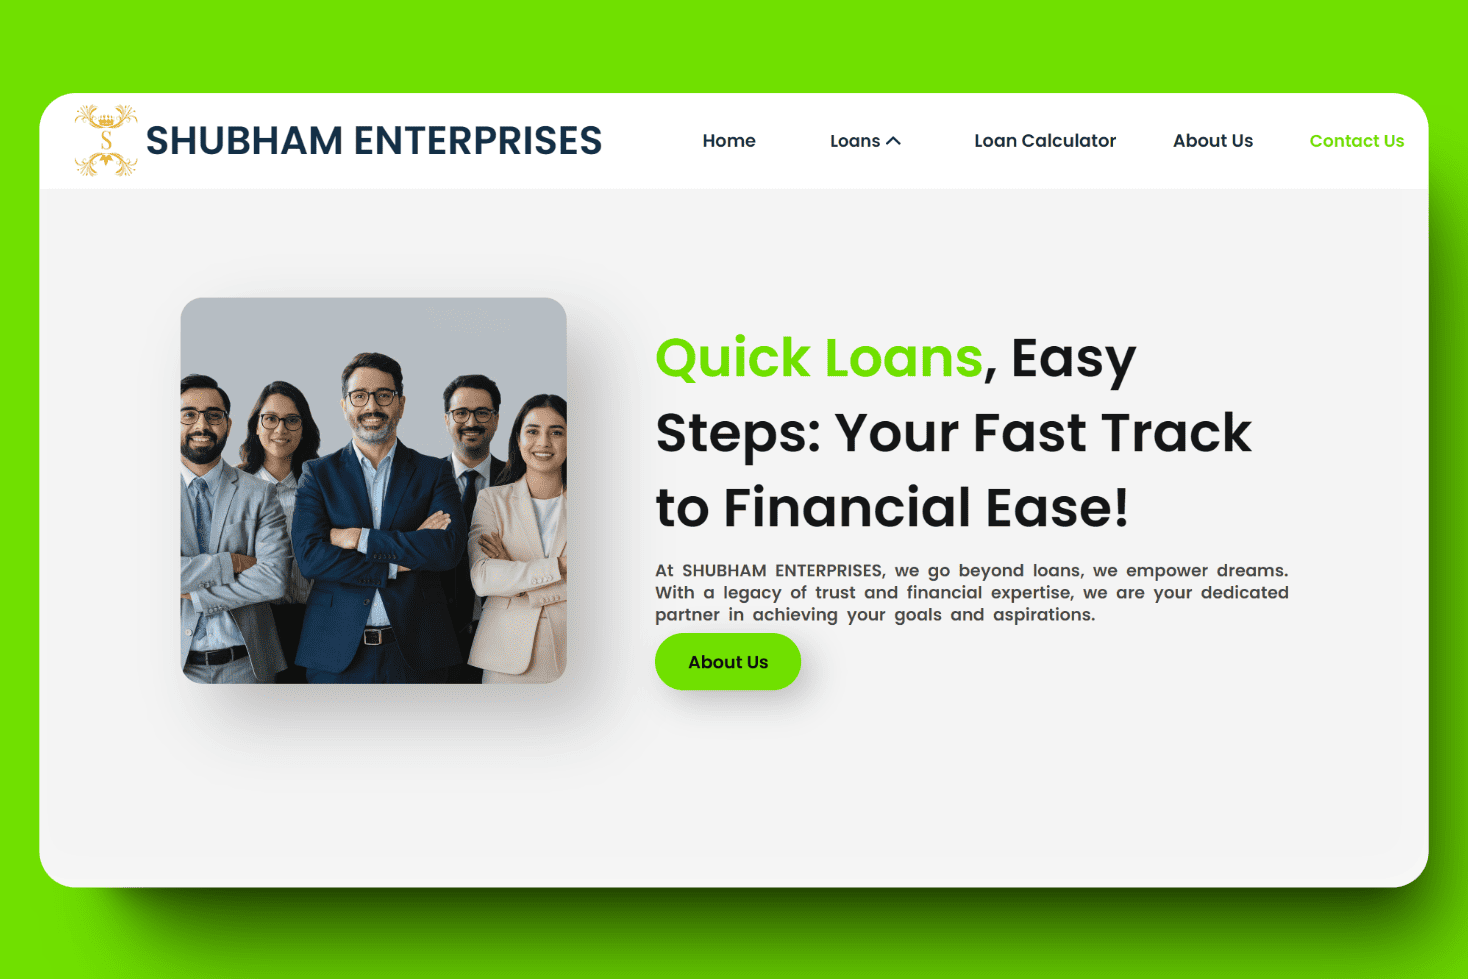 S
SHUBHAM ENTERPRISES
Home
Loans
Loan Calculator
About Us
Contact Us
Quick Loans, Easy
Steps: Your Fast Track
to Financial Ease!
At SHUBHAM ENTERPRISES, we go beyond loans, we empower dreams.
With a legacy of trust and financial expertise, we are your dedicated
partner in achieving your goals and aspirations.
About Us